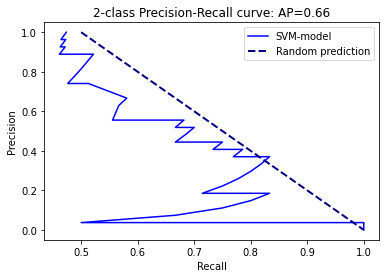 2-class Precision-Recall curve: AP=0.66
SVM-model
Random prediction
Precision
1.0
0.8
0.6
0.4
0.2
0.0
0.5 0.6 0.7 0.8 0.9 1.0
Recall